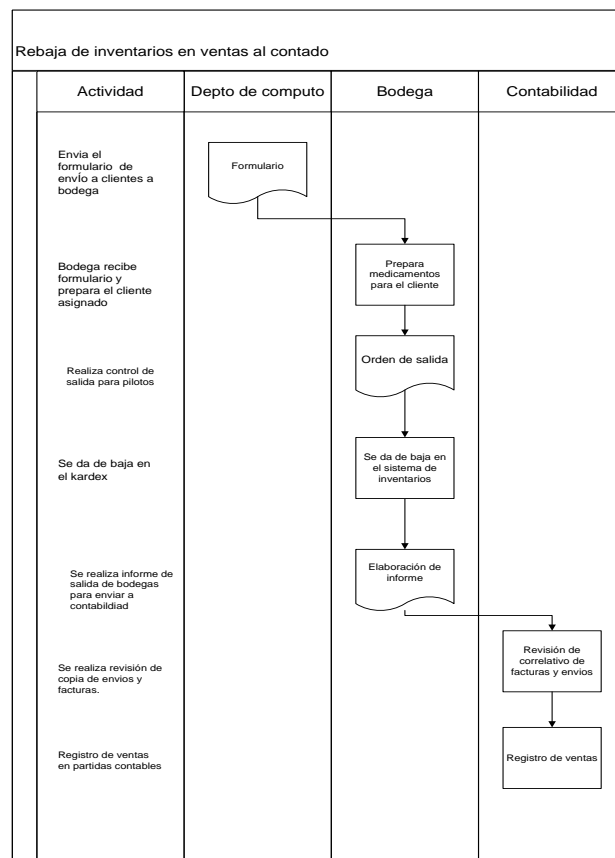 Rebaja de inventarios en ventas al contado
Actividad
Depto de computo
Bodega
Contabilidad
Envia el
formulario de
envÍo a clientes a
bodega
Formulario
Bodega recibe
formulario y
prepara el cliente
asignado
Prepara
medicamentos
para el cliente
Realiza control de
salida para pilotos
Orden de salida
Se da de baja en
el kardex
Se da de baja en
el sistema de
inventarios
Se realiza informe de
salida de bodegas
para enviar a
contabildiad
Elaboración de
informe
Se realiza revisión de
copia de envios y
facturas.
Revisión de
correlativo de
facturas y envios
Registro de ventas
en partidas contables
Registro de ventas